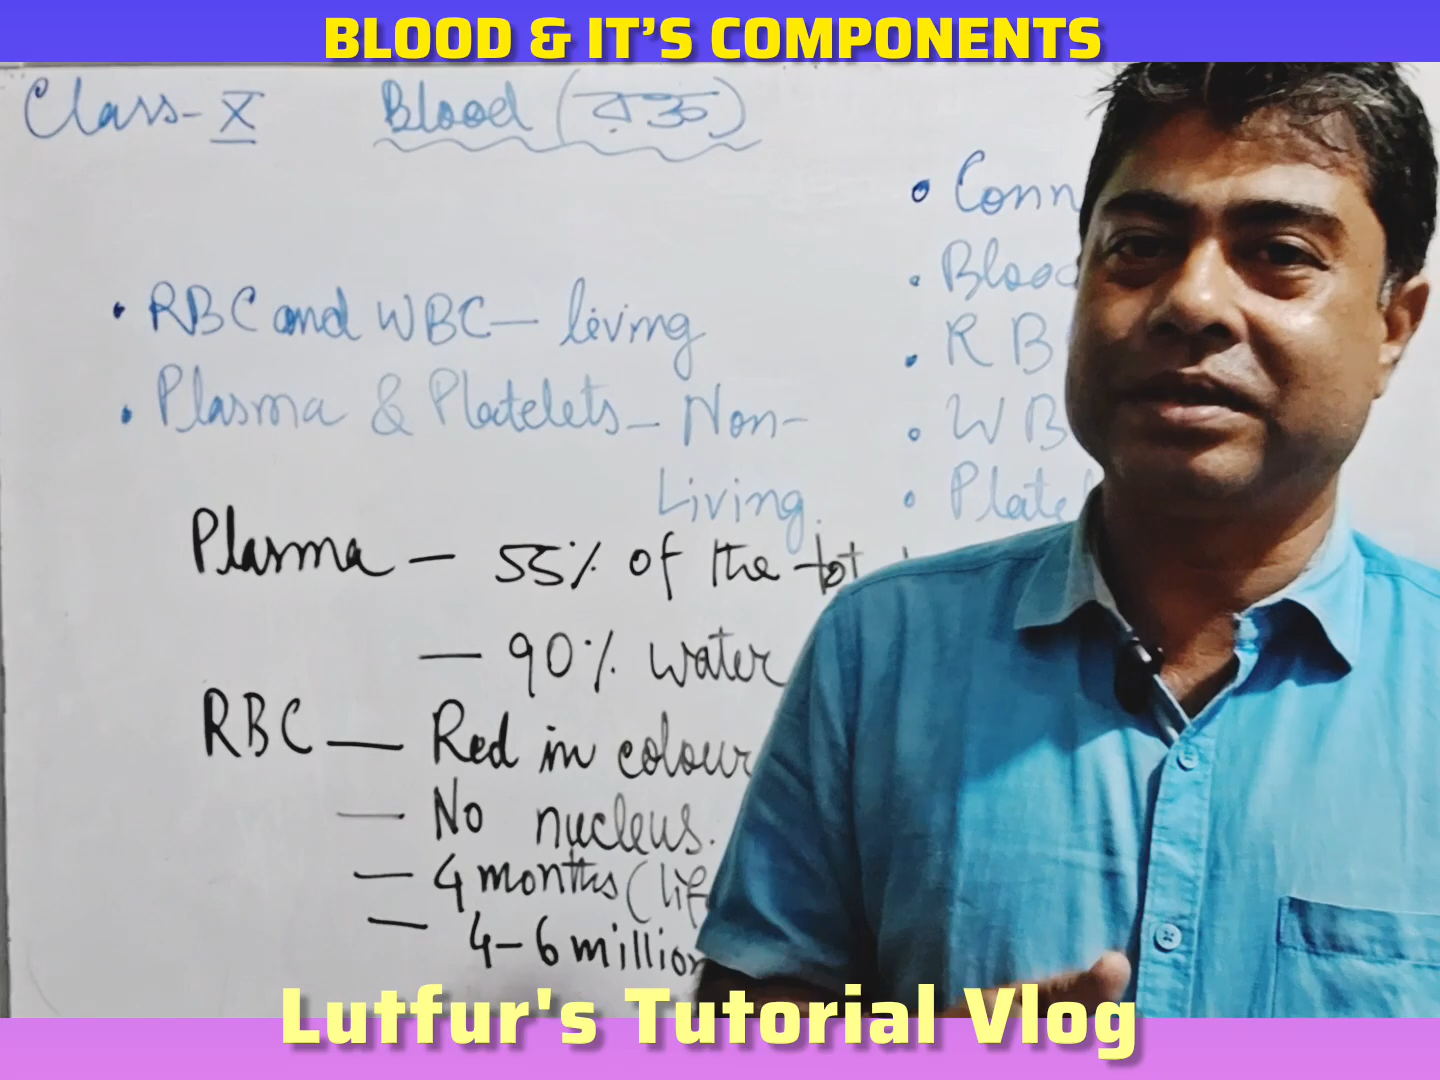 BLOOD & IT'S COMPONENTS
Class-X Blood (রক্ত)
• RBC and WBC— living
• Plasma & Platelets— Non-
Living.
• Conn
• Blood
• RB
• WB
• Platel
Plasma — 55% of the tot
— 90% water
RBC — Red in colour
— No nucleus.
— 4 months (lif
— 4-6 million
Lutfur's Tutorial Vlog